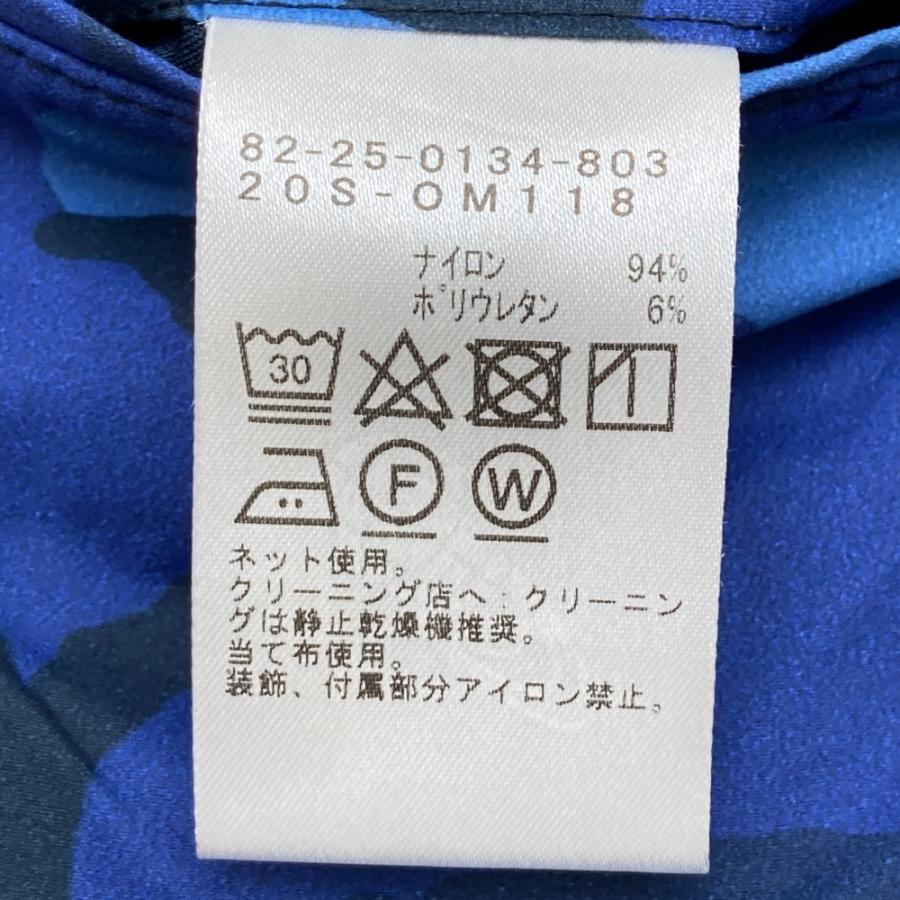 82-25-0134-803
20S-OM118
ナイロン 94%
ポリウレタン 6%
30
F W
ネット使用。
クリーニング店へ:クリーニン
グは静止乾燥機推奨。
当て布使用。
装飾、付属部分アイロン禁止。